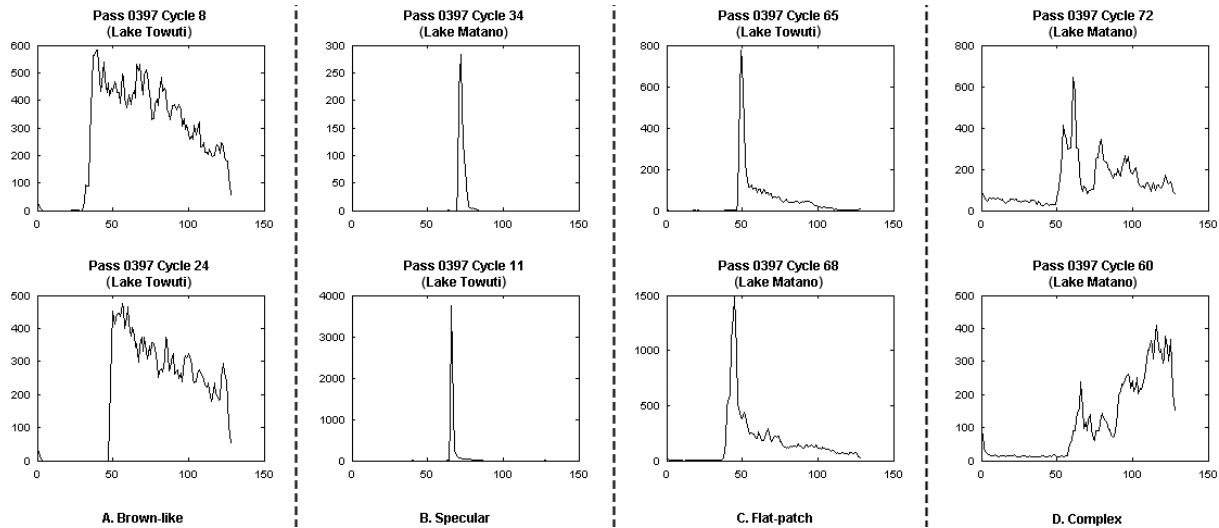 Pass 0397 Cycle 8
(Lake Towuti)
600
500
400
300
200
100
0
0 50 100 150
Pass 0397 Cycle 24
(Lake Towuti)
500
400
300
200
100
0
0 50 100 150
A. Brown-like
Pass 0397 Cycle 34
(Lake Matano)
300
250
200
150
100
50
0
0 50 100 150
Pass 0397 Cycle 11
(Lake Towuti)
4000
3000
2000
1000
0
0 50 100 150
B. Specular
Pass 0397 Cycle 65
(Lake Towuti)
800
600
400
200
0
0 50 100 150
Pass 0397 Cycle 68
(Lake Matano)
1500
1000
500
0
0 50 100 150
C. Flat-patch
Pass 0397 Cycle 72
(Lake Matano)
800
600
400
200
0
0 50 100 150
Pass 0397 Cycle 60
(Lake Matano)
500
400
300
200
100
0
0 50 100 150
D. Complex